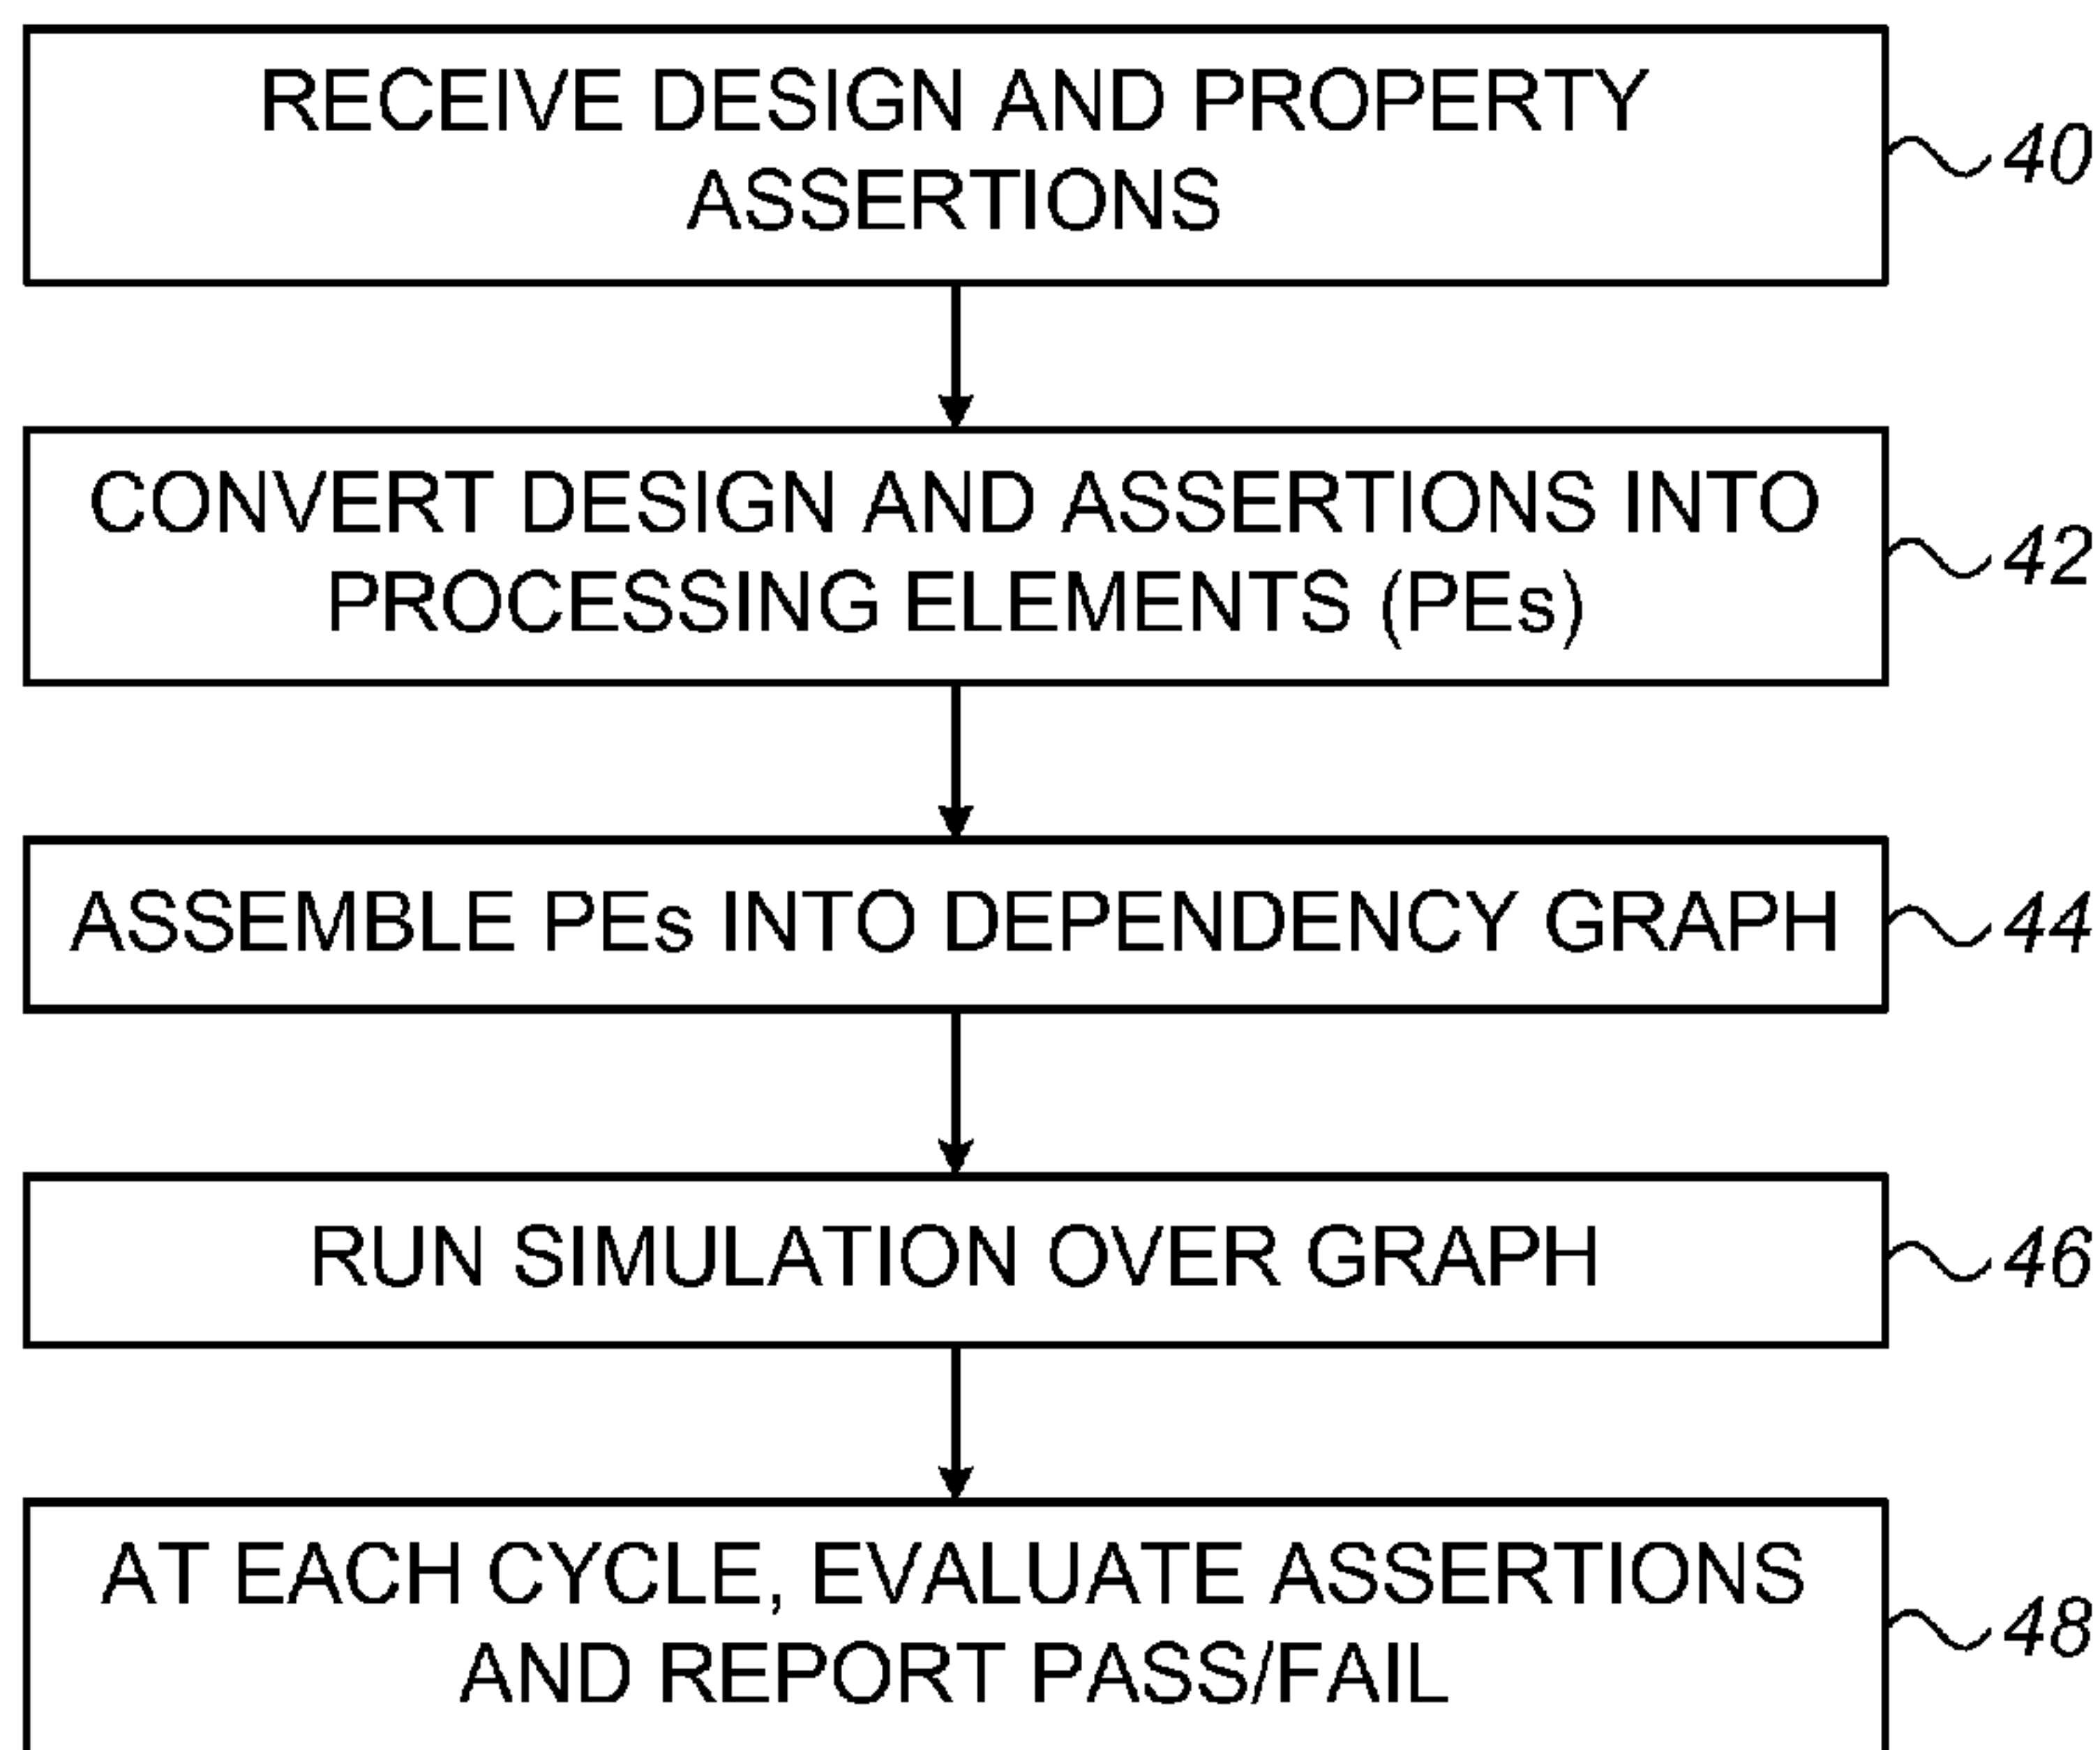 RECEIVE DESIGN AND PROPERTY
ASSERTIONS
40
CONVERT DESIGN AND ASSERTIONS INTO
PROCESSING ELEMENTS (PEs)
42
ASSEMBLE PEs INTO DEPENDENCY GRAPH
44
RUN SIMULATION OVER GRAPH
46
AT EACH CYCLE, EVALUATE ASSERTIONS
AND REPORT PASS/FAIL
48